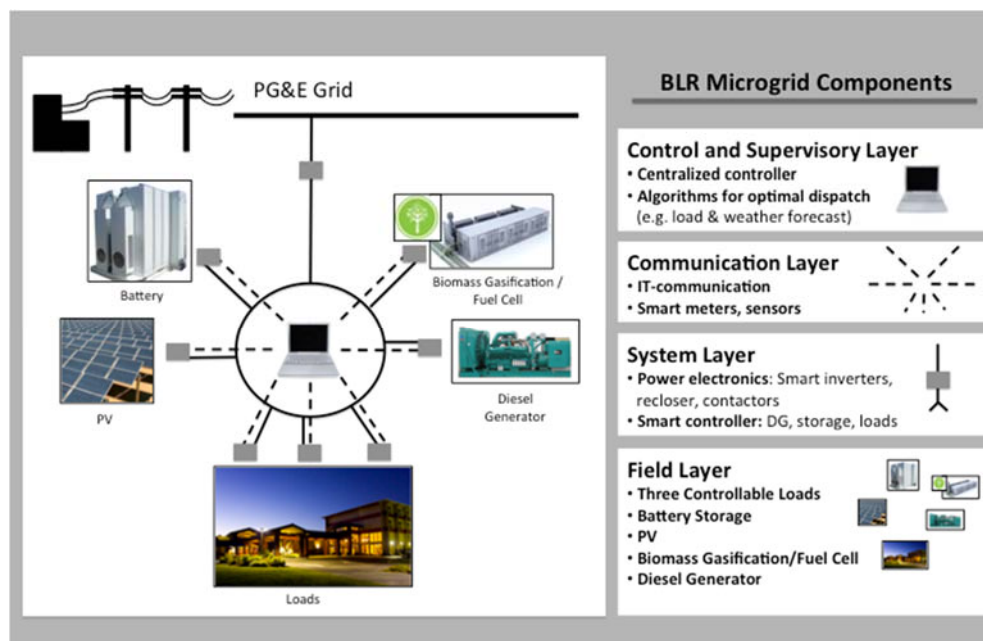 PG&E Grid
Battery
Biomass Gasification /
Fuel Cell
PV
Diesel
Generator
Loads
BLR Microgrid Components
Control and Supervisory Layer
• Centralized controller
• Algorithms for optimal dispatch
(e.g. load & weather forecast)
Communication Layer
• IT-communication
• Smart meters, sensors
System Layer
• Power electronics: Smart inverters,
recloser, contactors
• Smart controller: DG, storage, loads
Field Layer
• Three Controllable Loads
• Battery Storage
• PV
• Biomass Gasification/Fuel Cell
• Diesel Generator